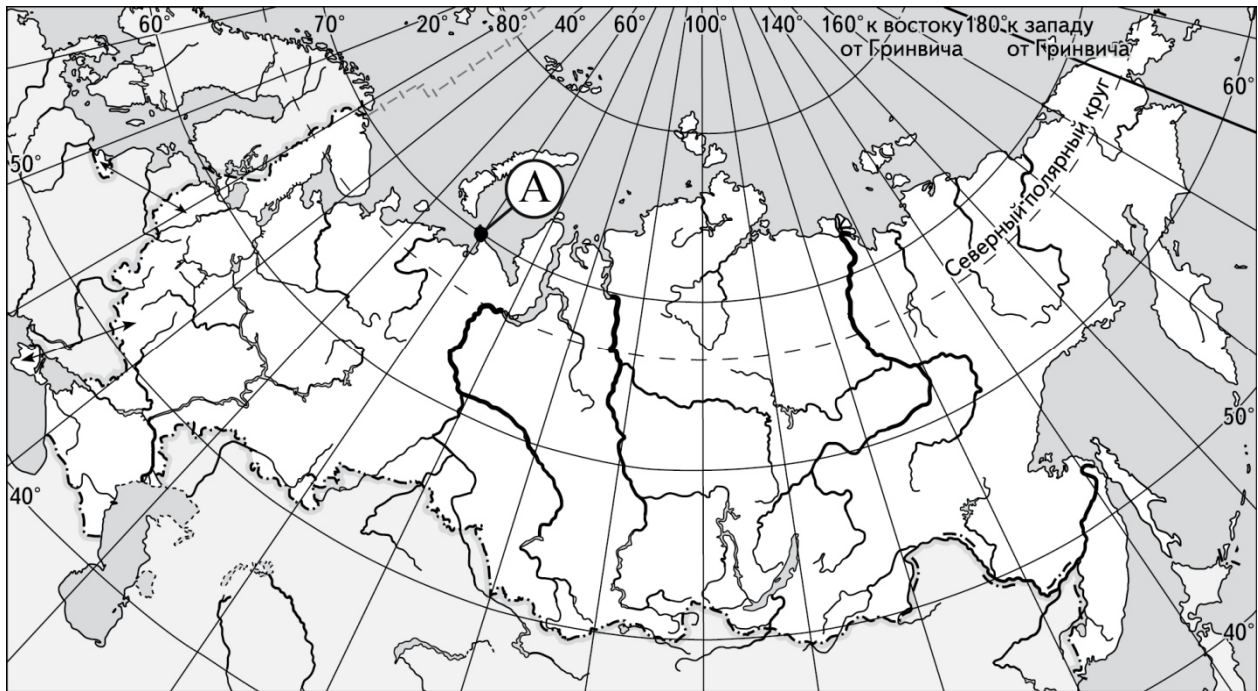 60° 70° 20° 80° 40° 60° 100° 140° 160° к востоку 180° к западу
от Гринвича от Гринвича
60°
Северный полярный круг
А
50°
50°
40°
40°